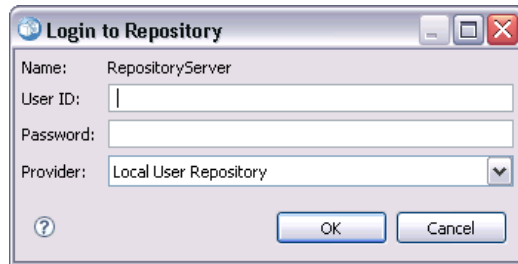 Login to Repository
Name: RepositoryServer
User ID:
Password:
Provider: Local User Repository
? OK Cancel